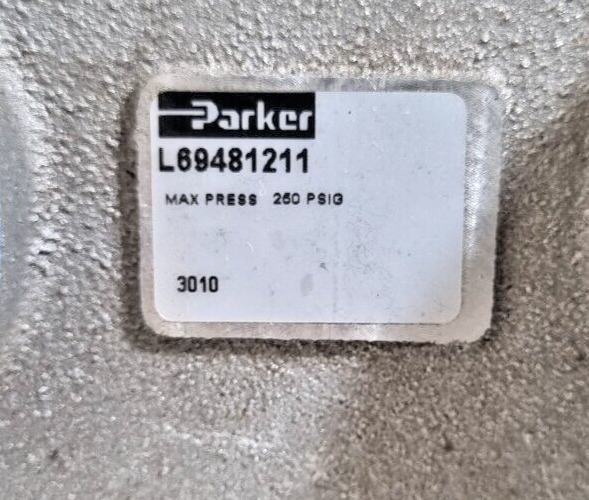 Parker
L69481211
MAX PRESS 250 PSIG
3010